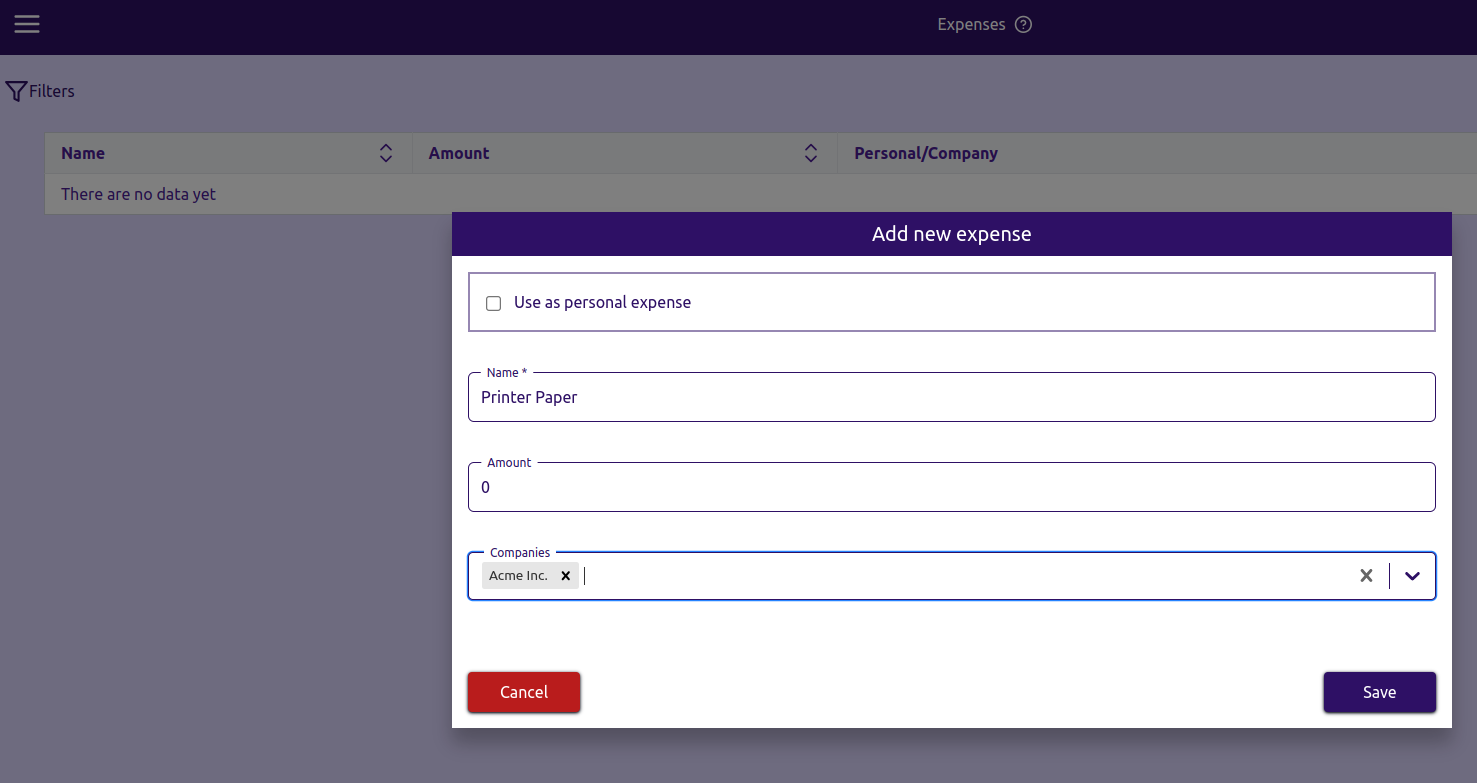 Expenses
Filters
Name Amount Personal/Company
There are no data yet
Add new expense
Use as personal expense
Name *
Printer Paper
Amount
0
Companies
Acme Inc.
Cancel Save